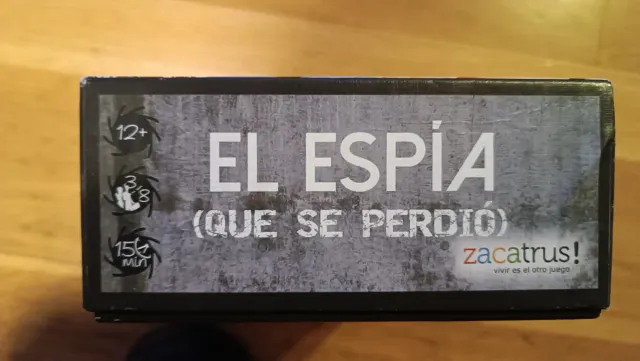 12+
3-8
15
min
EL ESPÍA
(QUE SE PERDIÓ)
zacatrus!
vivir es el otro juego